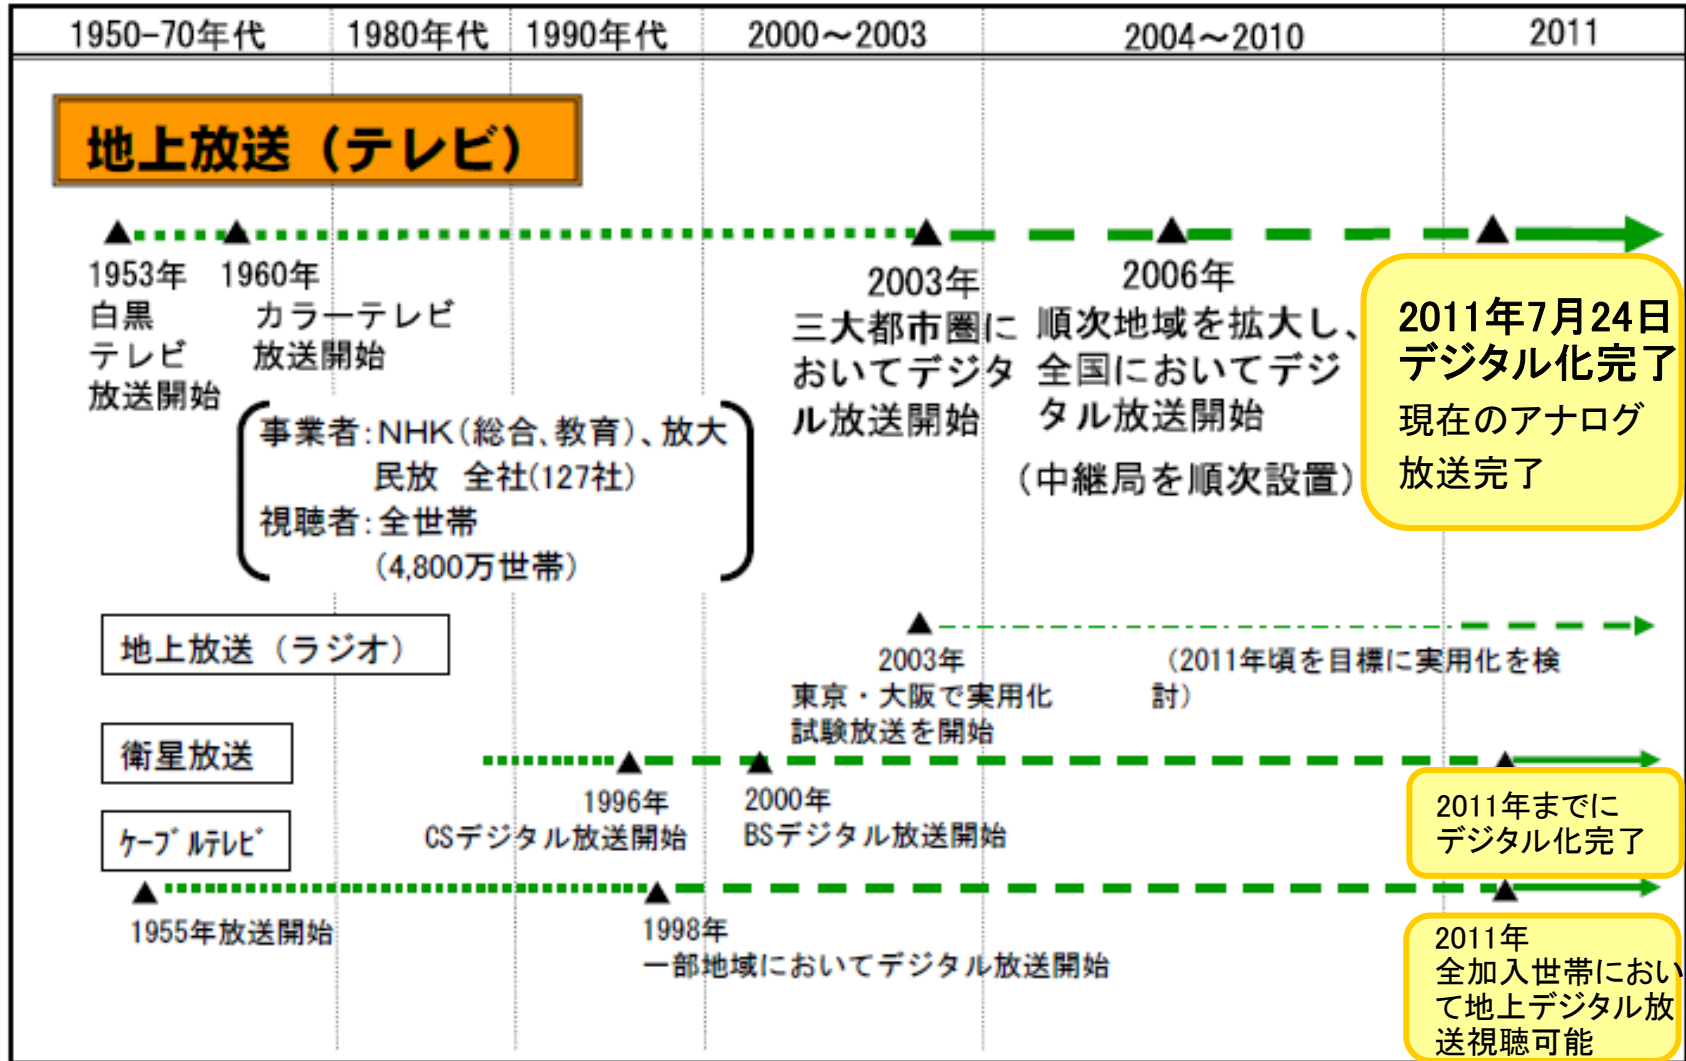 1950-70年代 1980年代 1990年代 2000～2003 2004～2010 2011
地上放送（テレビ）
1953年
白黒
テレビ
放送開始
1960年
カラーテレビ
放送開始
事業者:NHK(総合、教育)、放大
民放 全社(127社)
視聴者:全世帯
(4,800万世帯)
2003年
三大都市圏に
おいてデジタ
ル放送開始
2006年
順次地域を拡大し、
全国においてデジ
タル放送開始
（中継局を順次設置）
2011年7月24日
デジタル化完了
現在のアナログ
放送完了
地上放送（ラジオ）
2003年
東京・大阪で実用化
試験放送を開始
（2011年頃を目標に実用化を検
討）
衛星放送
1996年
CSデジタル放送開始
2000年
BSデジタル放送開始
2011年までに
デジタル化完了
ｹｰﾌﾞﾙﾃﾚﾋﾞ
1955年放送開始
1998年
一部地域においてデジタル放送開始
2011年
全加入世帯におい
て地上デジタル放
送視聴可能